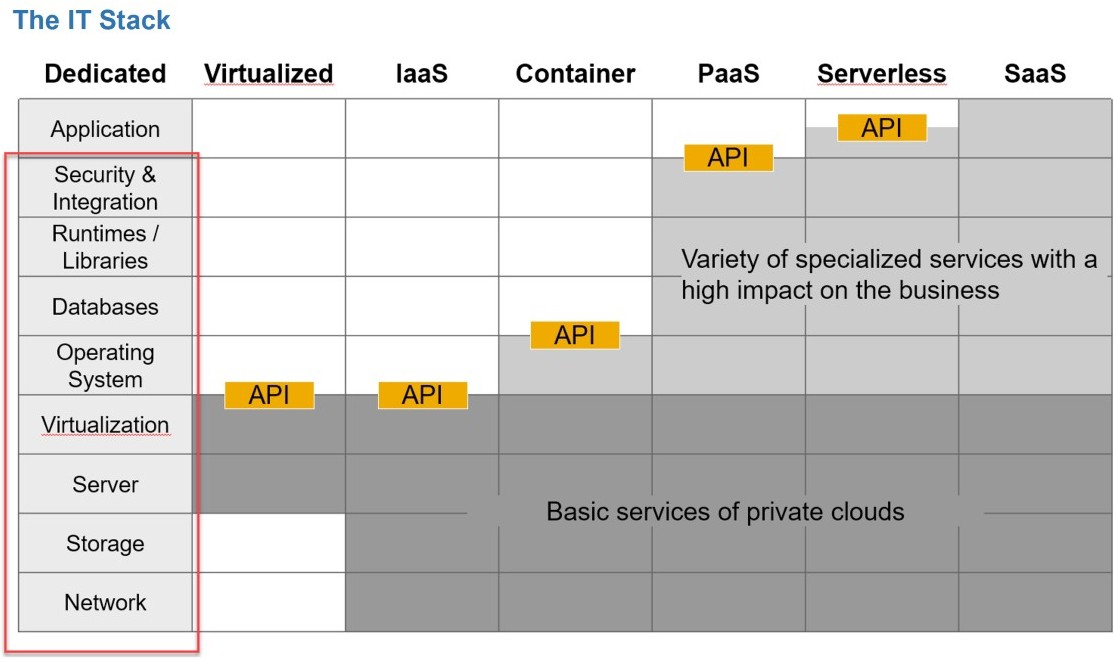 The IT Stack
Dedicated Virtualized IaaS Container PaaS Serverless SaaS
Application
API
API
Security &
Integration
Runtimes /
Libraries
Variety of specialized services with a
high impact on the business
Databases
API
Operating
System
API API
Virtualization
Server
Basic services of private clouds
Storage
Network